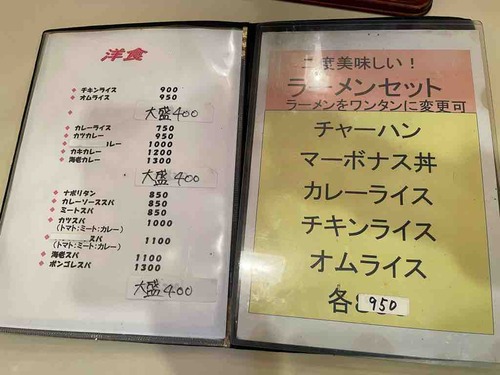 洋食
チキンライス 900
オムライス 950
大盛400
カレーライス 750
カツカレー 950
ルレー 1000
カキカレー 1200
海老カレー 1300
大盛400
ナポリタン 850
カレーソーススパ 850
ミートスパ 850
カツスパ 1000
(トマト:ミート:カレー)
スパ 1100
(トマト:ミート:カレー)
海老スパ 1100
ボンゴレスパ 1300
大盛400
二度美味しい!
ラーメンセット
ラーメンをワンタンに変更可
チャーハン
マーボナス丼
カレーライス
チキンライス
オムライス
各 950